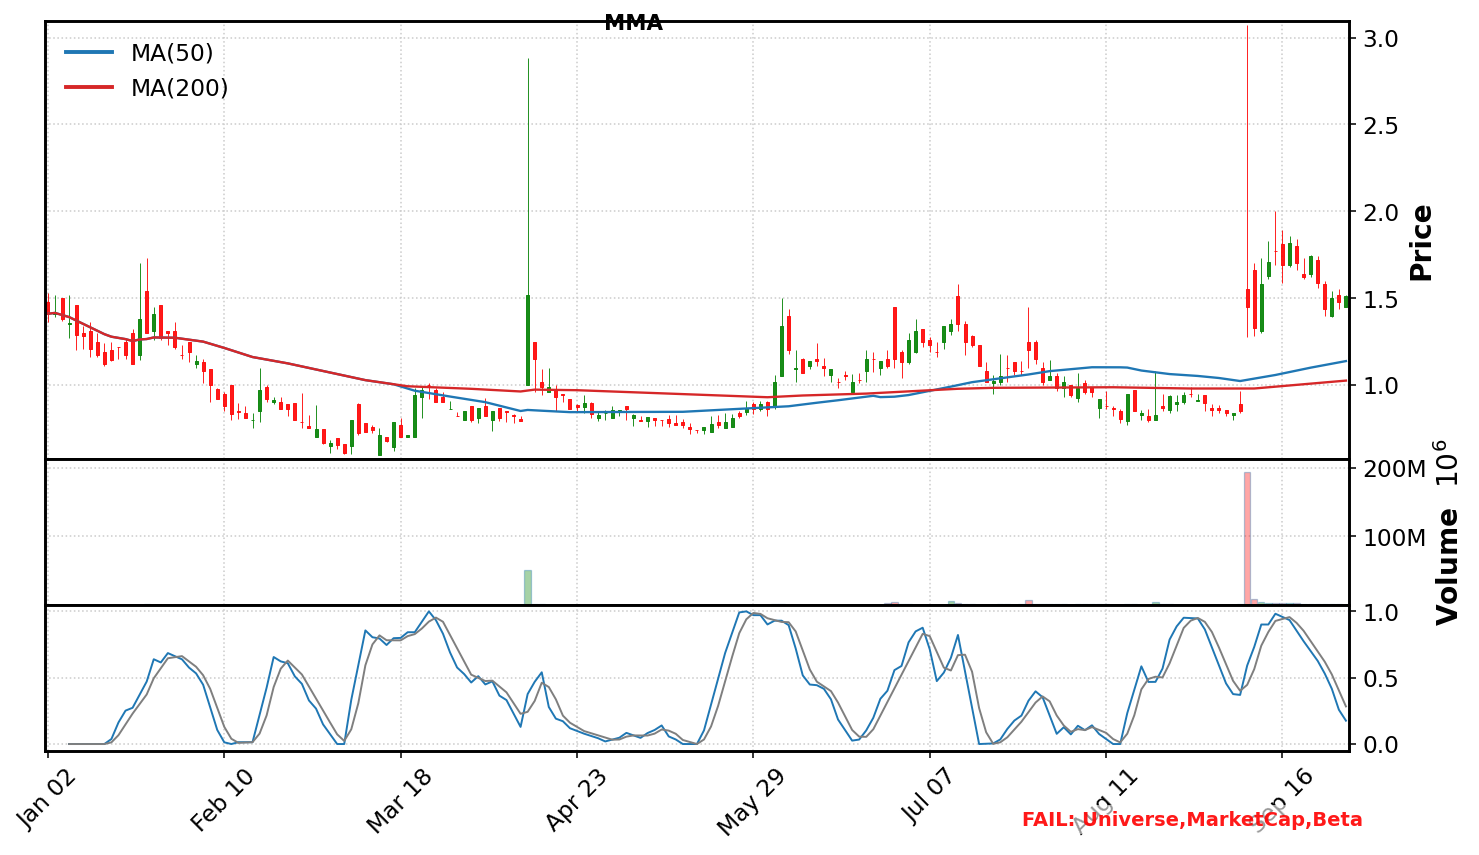 MMA
MA(50)
MA(200)
3.0
2.5
2.0
1.5
1.0
Price
200M
100M
Volume 10^6
1.0
0.5
0.0
Jan 02
Feb 10
Mar 18
Apr 23
May 29
Jul 07
Aug 11
Sep 16
FAIL: Universe,MarketCap,Beta